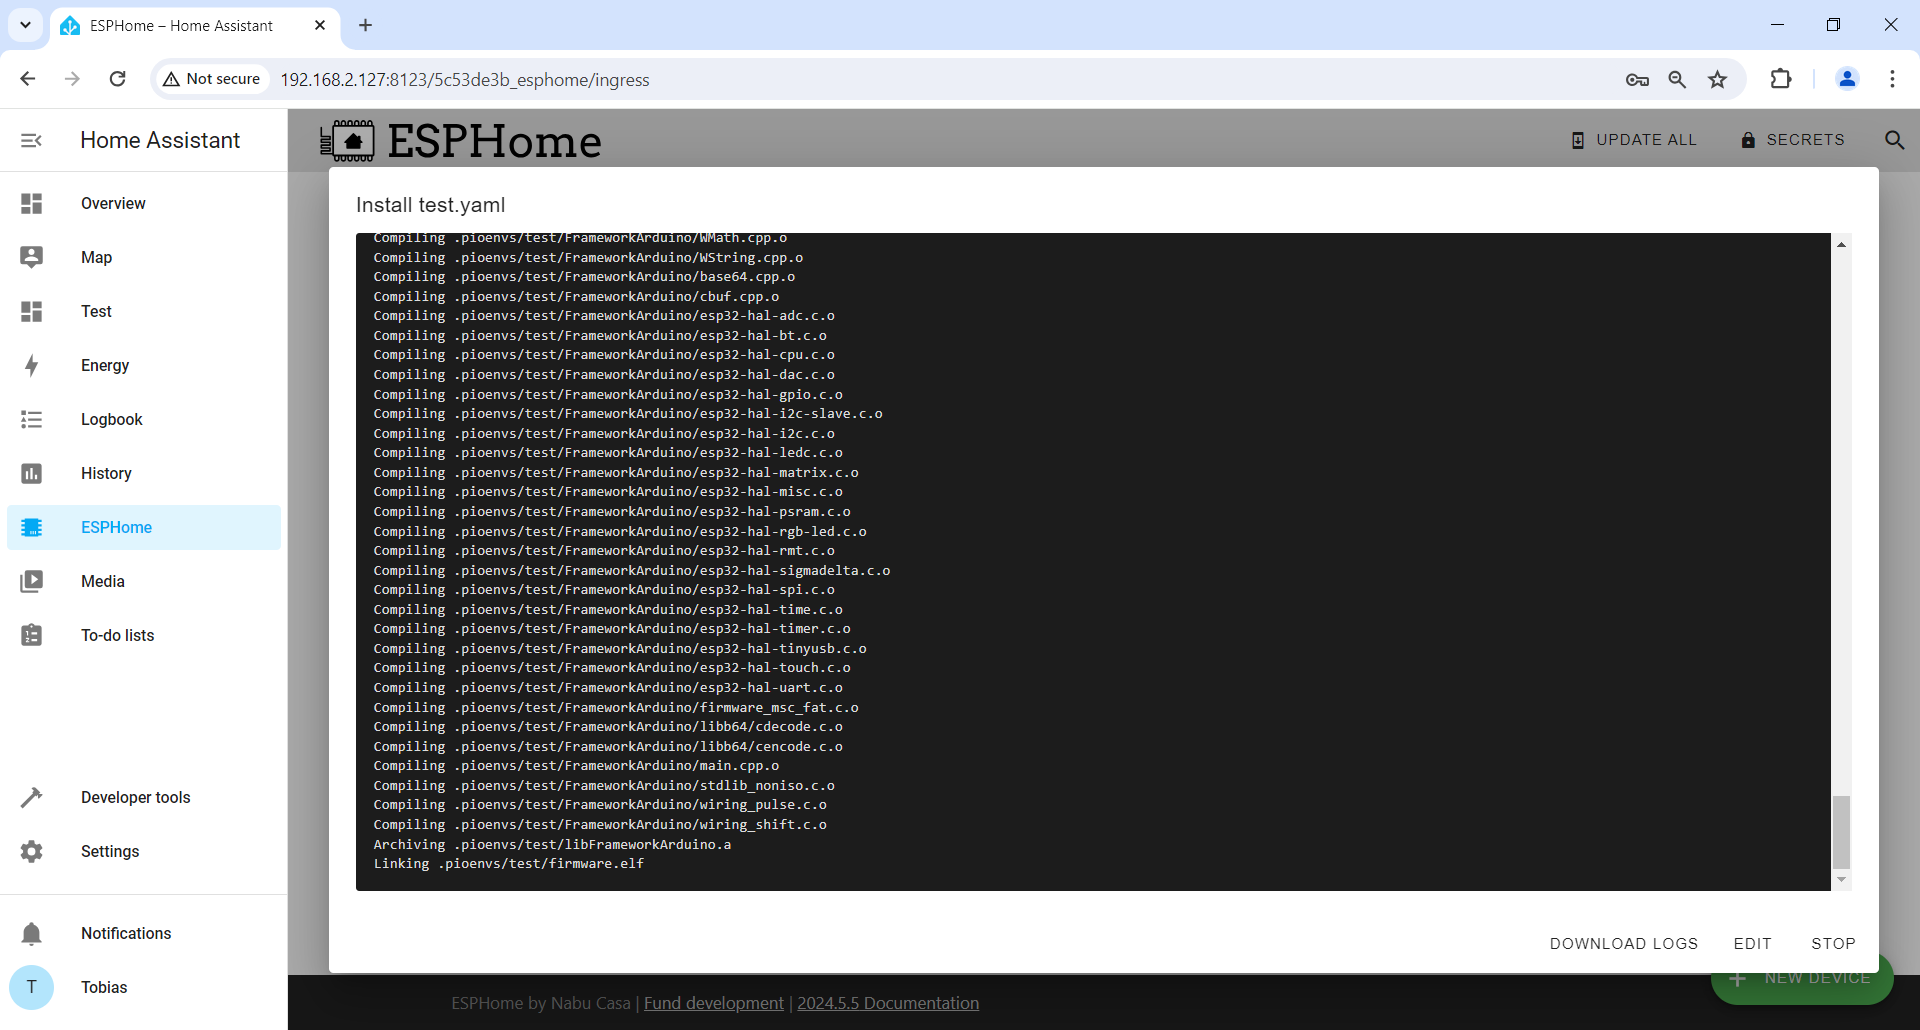 ESPHome – Home Assistant
Not secure
192.168.2.127:8123/5c53de3b_esphome/ingress
Home Assistant
ESPHome
UPDATE ALL
SECRETS
Overview
Map
Test
Energy
Logbook
History
ESPHome
Media
To-do lists
Developer tools
Settings
Notifications
T
Tobias
Install test.yaml
Compiling .pioenvs/test/FrameworkArduino/WMath.cpp.o
Compiling .pioenvs/test/FrameworkArduino/WString.cpp.o
Compiling .pioenvs/test/FrameworkArduino/base64.cpp.o
Compiling .pioenvs/test/FrameworkArduino/cbuf.cpp.o
Compiling .pioenvs/test/FrameworkArduino/esp32-hal-adc.c.o
Compiling .pioenvs/test/FrameworkArduino/esp32-hal-bt.c.o
Compiling .pioenvs/test/FrameworkArduino/esp32-hal-cpu.c.o
Compiling .pioenvs/test/FrameworkArduino/esp32-hal-dac.c.o
Compiling .pioenvs/test/FrameworkArduino/esp32-hal-gpio.c.o
Compiling .pioenvs/test/FrameworkArduino/esp32-hal-i2c-slave.c.o
Compiling .pioenvs/test/FrameworkArduino/esp32-hal-i2c.c.o
Compiling .pioenvs/test/FrameworkArduino/esp32-hal-ledc.c.o
Compiling .pioenvs/test/FrameworkArduino/esp32-hal-matrix.c.o
Compiling .pioenvs/test/FrameworkArduino/esp32-hal-misc.c.o
Compiling .pioenvs/test/FrameworkArduino/esp32-hal-psram.c.o
Compiling .pioenvs/test/FrameworkArduino/esp32-hal-rgb-led.c.o
Compiling .pioenvs/test/FrameworkArduino/esp32-hal-rmt.c.o
Compiling .pioenvs/test/FrameworkArduino/esp32-hal-sigmadelta.c.o
Compiling .pioenvs/test/FrameworkArduino/esp32-hal-spi.c.o
Compiling .pioenvs/test/FrameworkArduino/esp32-hal-time.c.o
Compiling .pioenvs/test/FrameworkArduino/esp32-hal-timer.c.o
Compiling .pioenvs/test/FrameworkArduino/esp32-hal-tinyusb.c.o
Compiling .pioenvs/test/FrameworkArduino/esp32-hal-touch.c.o
Compiling .pioenvs/test/FrameworkArduino/esp32-hal-uart.c.o
Compiling .pioenvs/test/FrameworkArduino/firmware_msc_fat.c.o
Compiling .pioenvs/test/FrameworkArduino/libb64/cdecode.c.o
Compiling .pioenvs/test/FrameworkArduino/libb64/cencode.c.o
Compiling .pioenvs/test/FrameworkArduino/main.cpp.o
Compiling .pioenvs/test/FrameworkArduino/stdlib_noniso.c.o
Compiling .pioenvs/test/FrameworkArduino/wiring_pulse.c.o
Compiling .pioenvs/test/FrameworkArduino/wiring_shift.c.o
Archiving .pioenvs/test/libFrameworkArduino.a
Linking .pioenvs/test/firmware.elf
DOWNLOAD LOGS
EDIT
STOP
NEW DEVICE
ESPHome by Nabu Casa | Fund development | 2024.5.5 Documentation